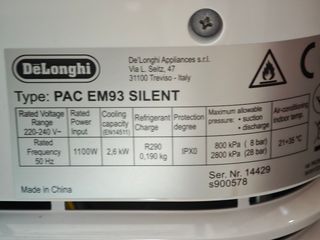 DeLonghi
De'Longhi Appliances s.r.l.
Via L. Seitz, 47
31100 Treviso - Italy
Type: PAC EM93 SILENT
Rated Voltage Range 220-240 V~
Rated Power Input
Cooling capacity (EN14511)
Refrigerant Charge
Protection degree
Maximum allowable pressure: • suction • discharge
Air-conditioning indoor temp.
Rated Frequency 50 Hz
1100W
2,6 kW
R290 0,190 kg
IPX0
800 kPa ( 8 bar)
2800 kPa (28 bar)
21÷35 °C
Ser. Nr. 14429
s900578
Made in China